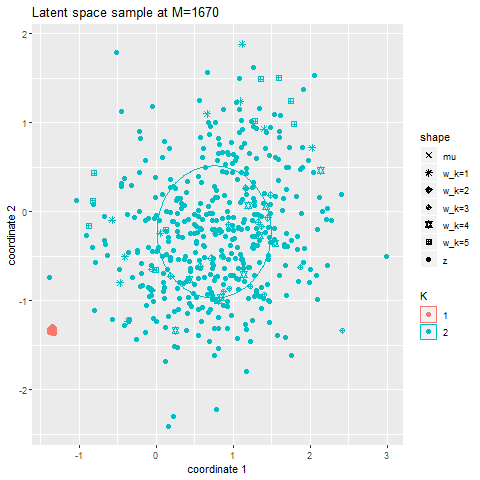 Latent space sample at M=1670
2
1
0
-1
-2
coordinate 2
-1
0
1
2
3
coordinate 1
shape
mu
w_k=1
w_k=2
w_k=3
w_k=4
w_k=5
z
K
1
2